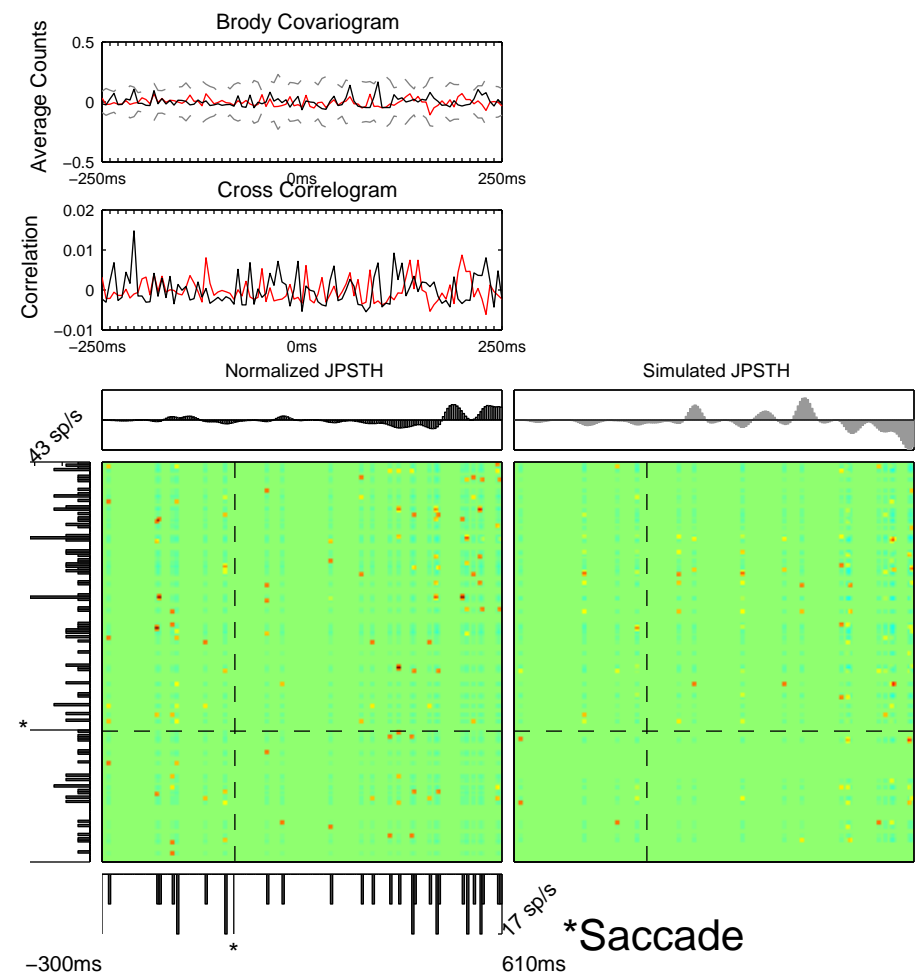 Brody Covariogram
0.5
Average Counts
0
−0.5
−250ms 0ms 250ms
Cross Correlogram
0.02
Correlation
0.01
0
−0.01
−250ms 0ms 250ms
Normalized JPSTH Simulated JPSTH
43 sp/s
*
17 sp/s
*
*Saccade
−300ms 610ms